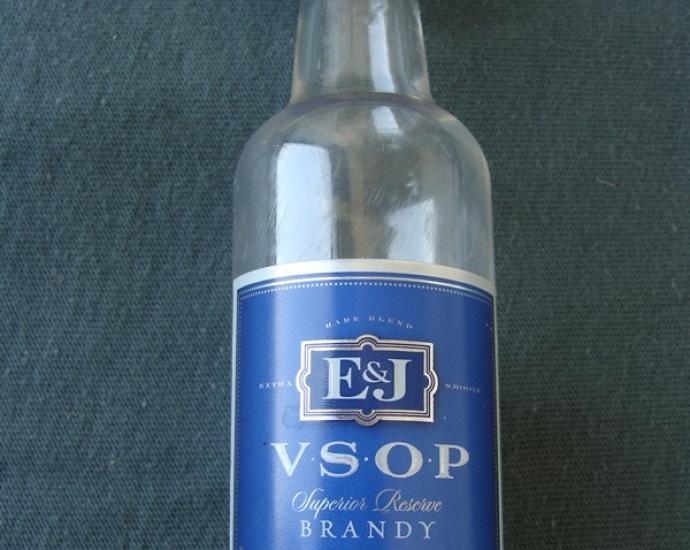 RARE BLEND
EXTRA E&J SMOOTH
V·S·O·P
Superior Reserve
BRANDY